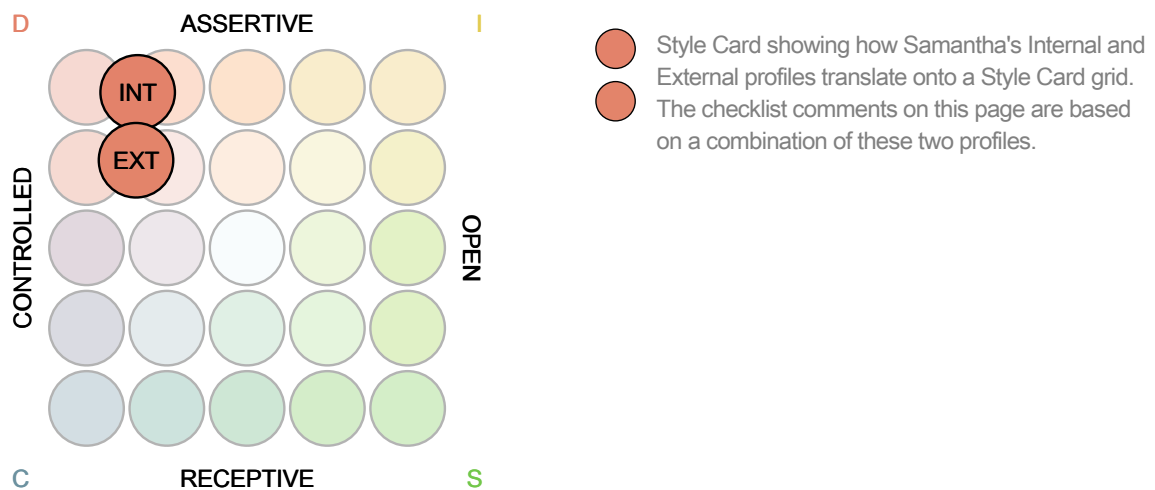 D
ASSERTIVE
I
INT
EXT
CONTROLLED
OPEN
C
RECEPTIVE
S
Style Card showing how Samantha's Internal and
External profiles translate onto a Style Card grid.
The checklist comments on this page are based
on a combination of these two profiles.